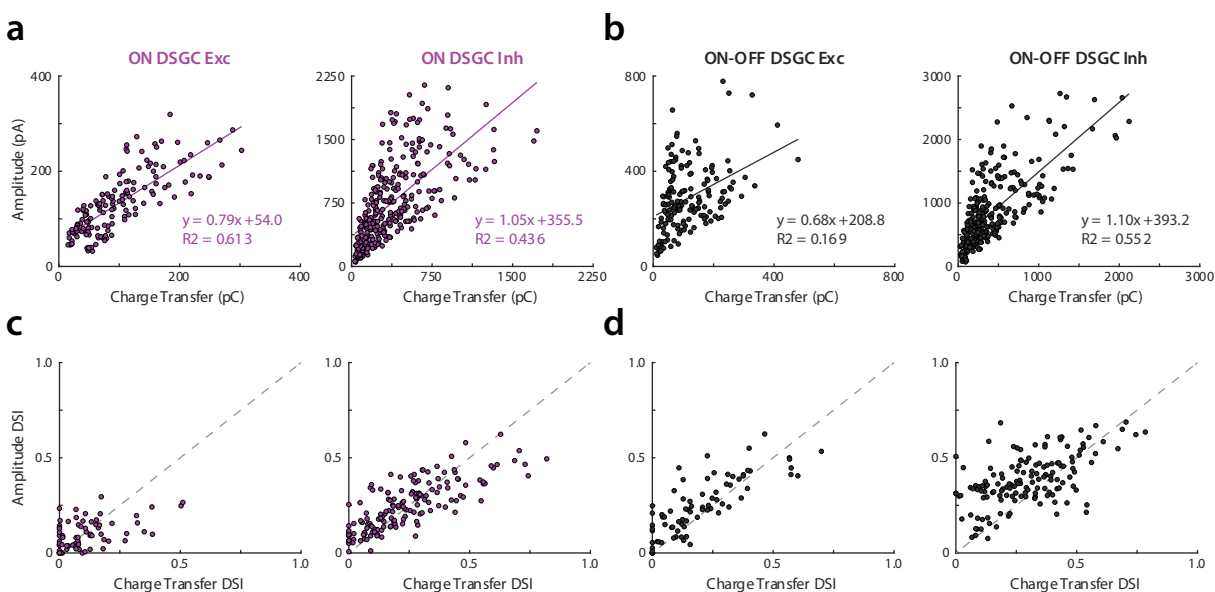 a
b
ON DSGC Exc
ON DSGC Inh
ON-OFF DSGC Exc
ON-OFF DSGC Inh
Amplitude (pA)
400
200
0
0
200
400
y = 0.79x+54.0
R2 = 0.613
Charge Transfer (pC)
2250
1500
750
0
0
750
1500
2250
y = 1.05x+355.5
R2 = 0.436
Charge Transfer (pC)
800
400
0
0
400
800
y = 0.68x+208.8
R2 = 0.169
Charge Transfer (pC)
3000
2000
1000
0
0
1000
2000
3000
y = 1.10x+393.2
R2 = 0.552
Charge Transfer (pC)
c
d
Amplitude DSI
1.0
0.5
0
0
0.5
1.0
Charge Transfer DSI
1.0
0.5
0
0
0.5
1.0
Charge Transfer DSI
1.0
0.5
0
0
0.5
1.0
Charge Transfer DSI
1.0
0.5
0
0
0.5
1.0
Charge Transfer DSI